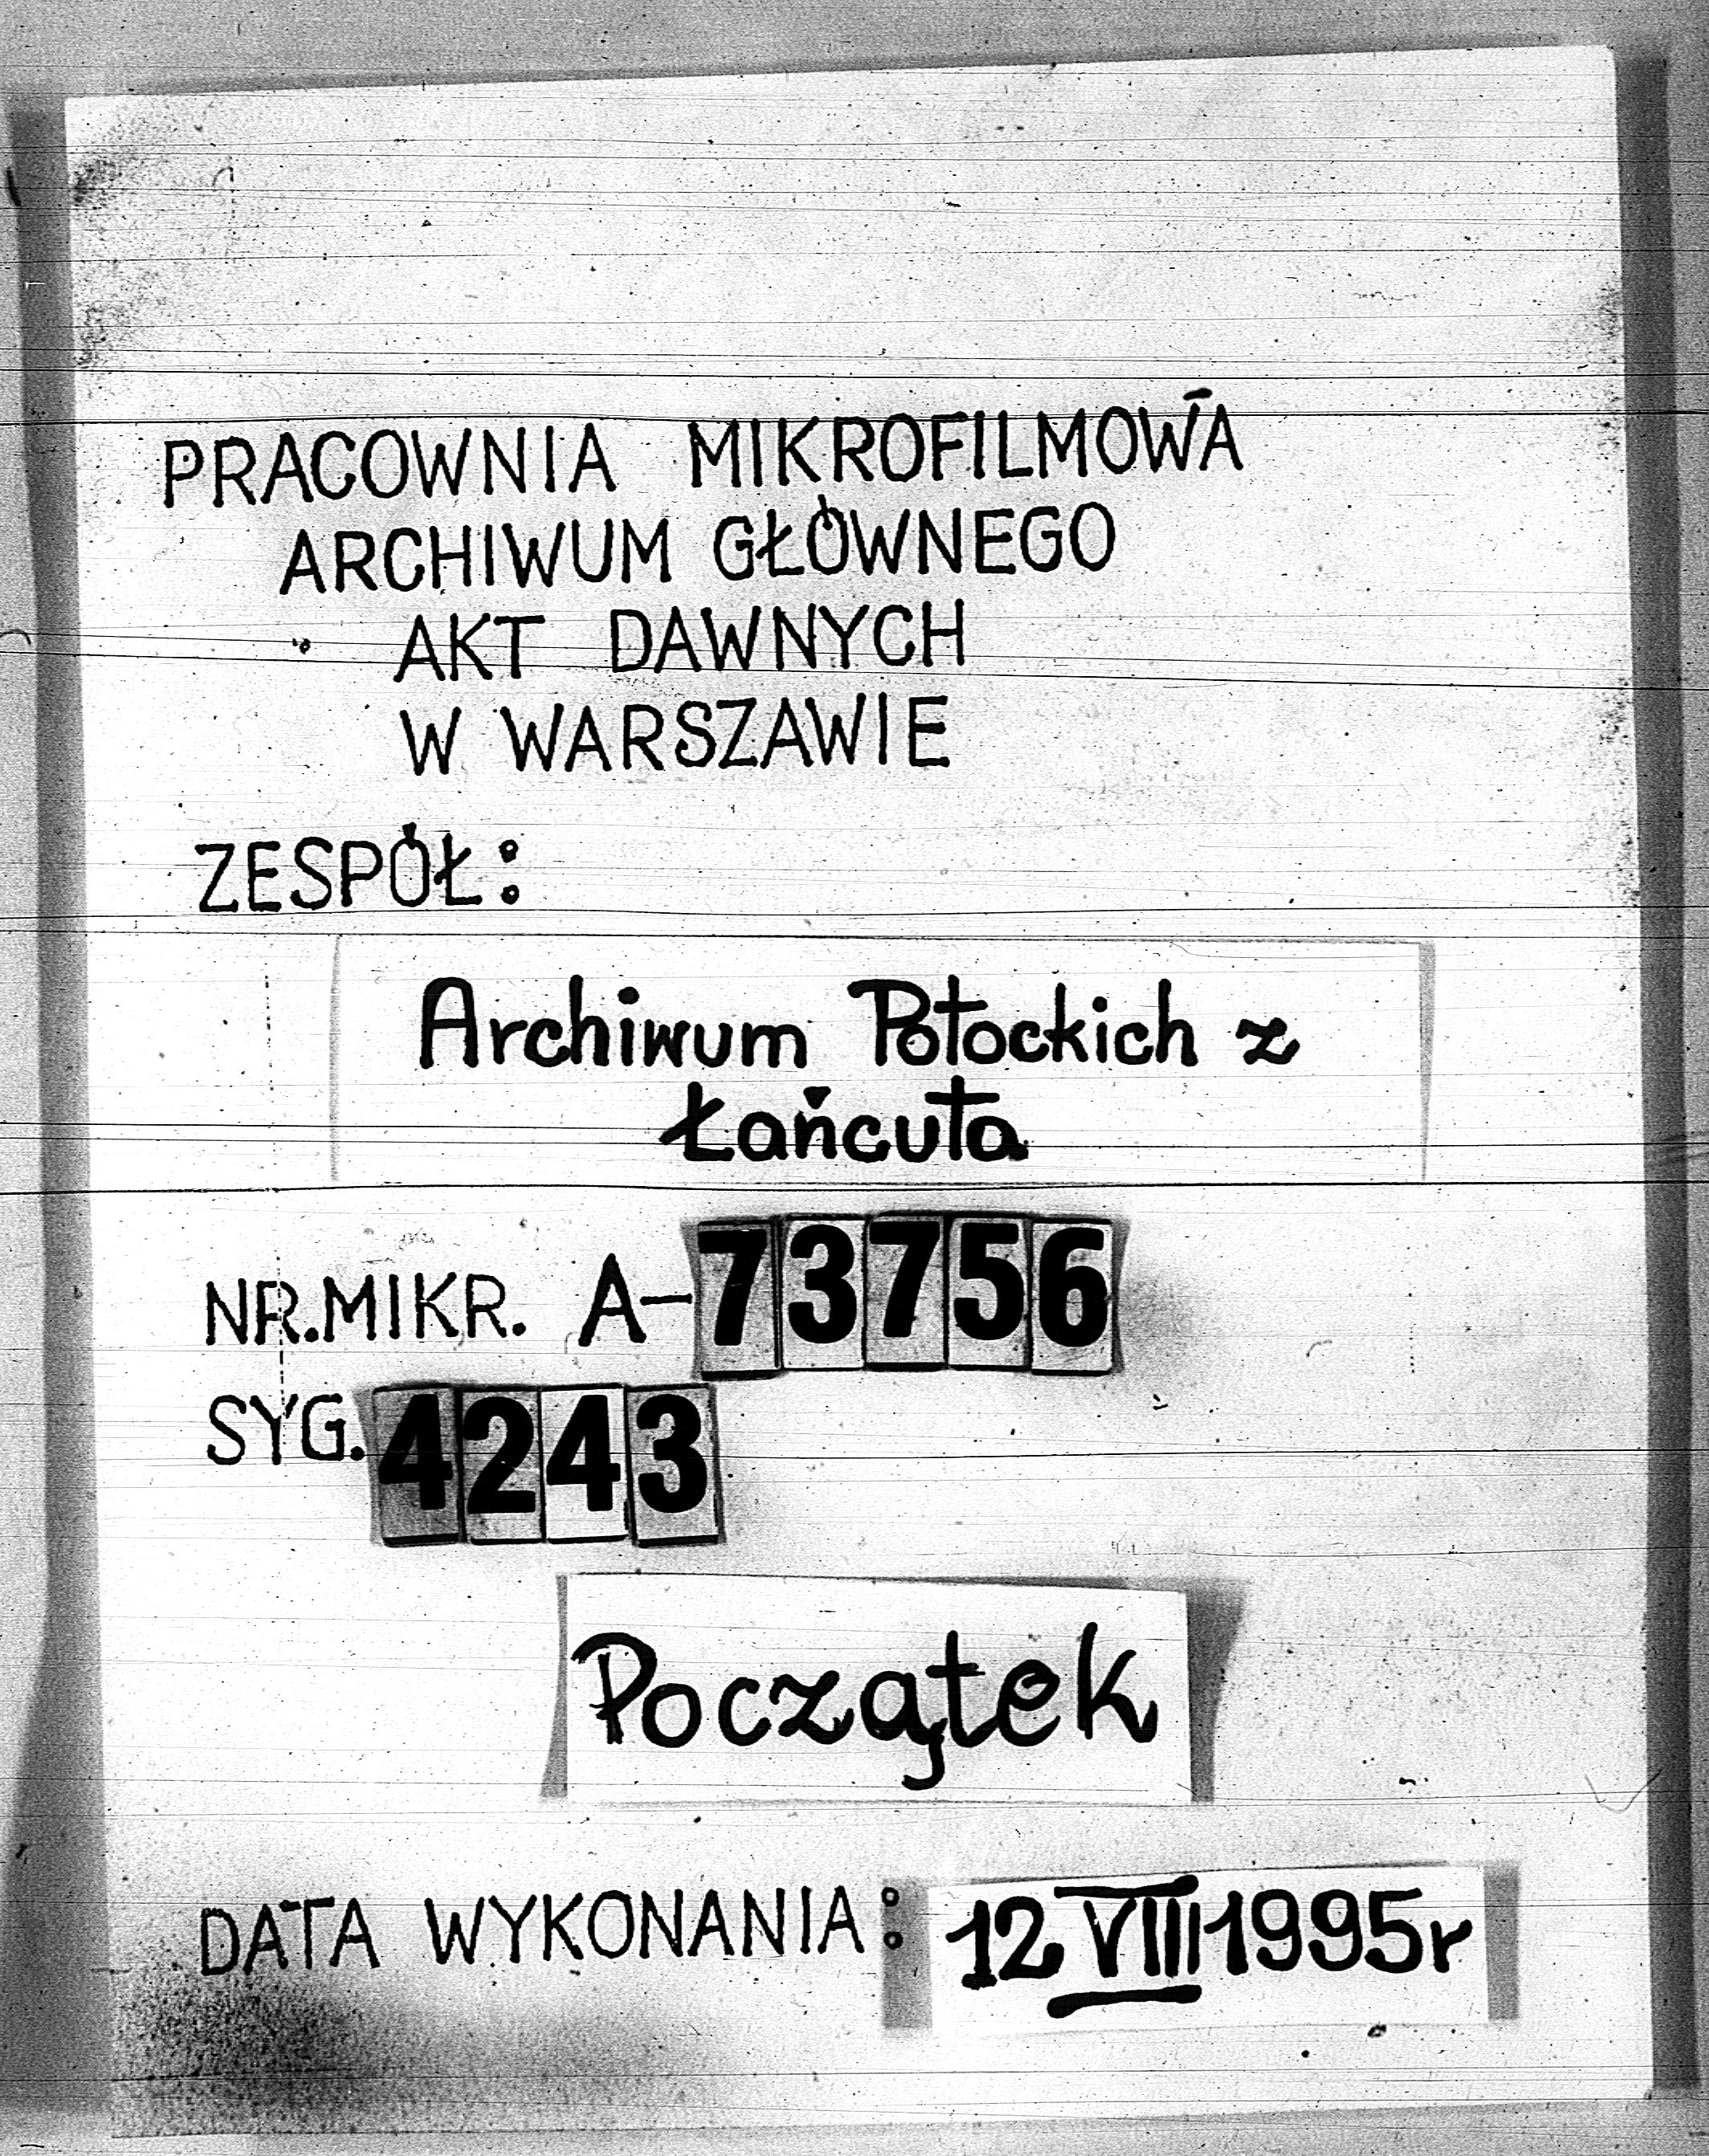 PRACOWNIA MIKROFILMOWA
ARCHIWUM GŁÓWNEGO
AKT DAWNYCH
W WARSZAWIE
ZESPÓŁ:
Archiwum Potockich z
Łańcuta
NR.MIKR. A-73756
SYG. 4243
Początek
DATA WYKONANIA: 12 VIII 1995r